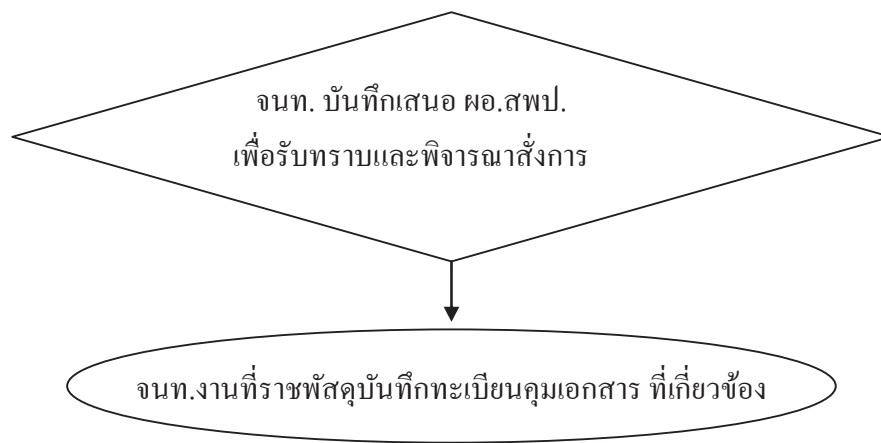 จนท. บันทึกเสนอ ผอ.สพป.
เพื่อรับทราบและพิจารณาสั่งการ
จนท.งานที่ราชพัสดุบันทึกทะเบียนคุมเอกสาร ที่เกี่ยวข้อง